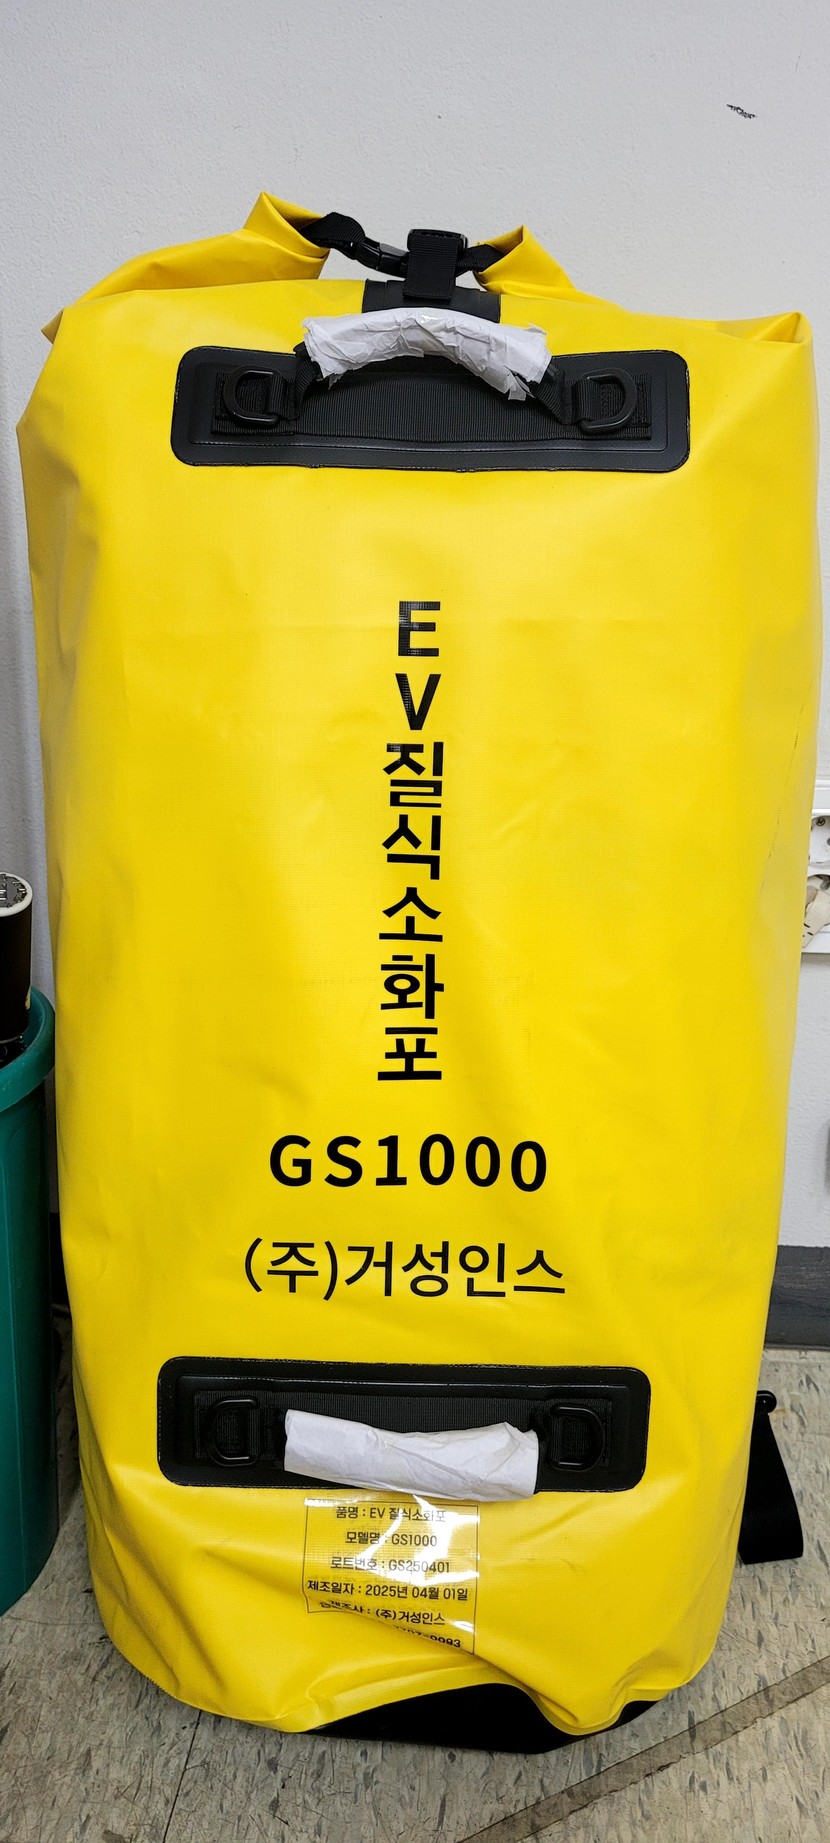 EV질식소화포
GS1000
(주)거성인스
품명 : EV 질식소화포
모델명 : GS1000
로트번호 : GS250401
제조일자 : 2025년 04월 01일
(주)거성인스